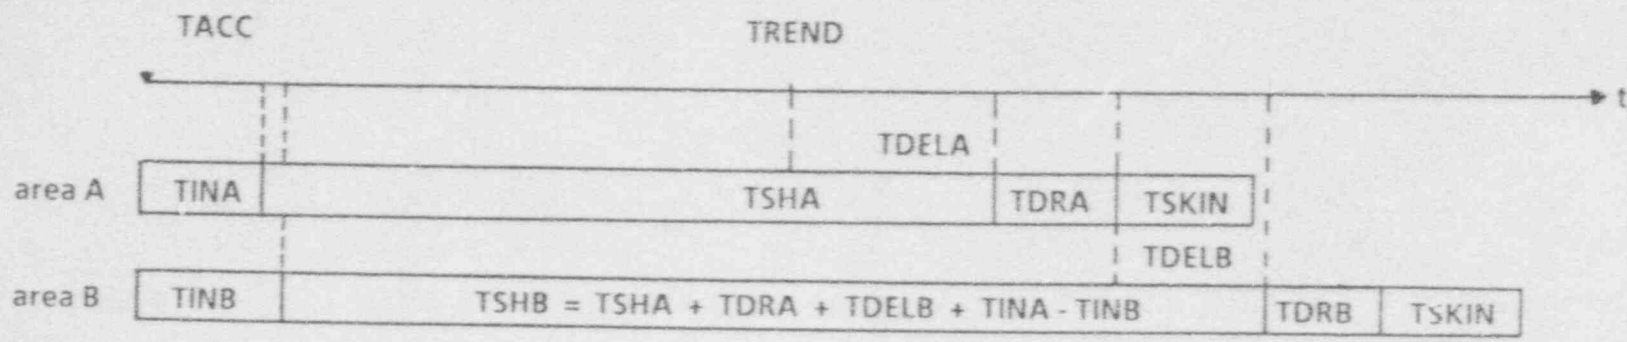 TACC TREND
t
TDELA
area A TINA TSHA TDRA TSKIN
TDELB
area B TINB TSHB = TSHA + TDRA + TDELB + TINA - TINB TDRB TSKIN